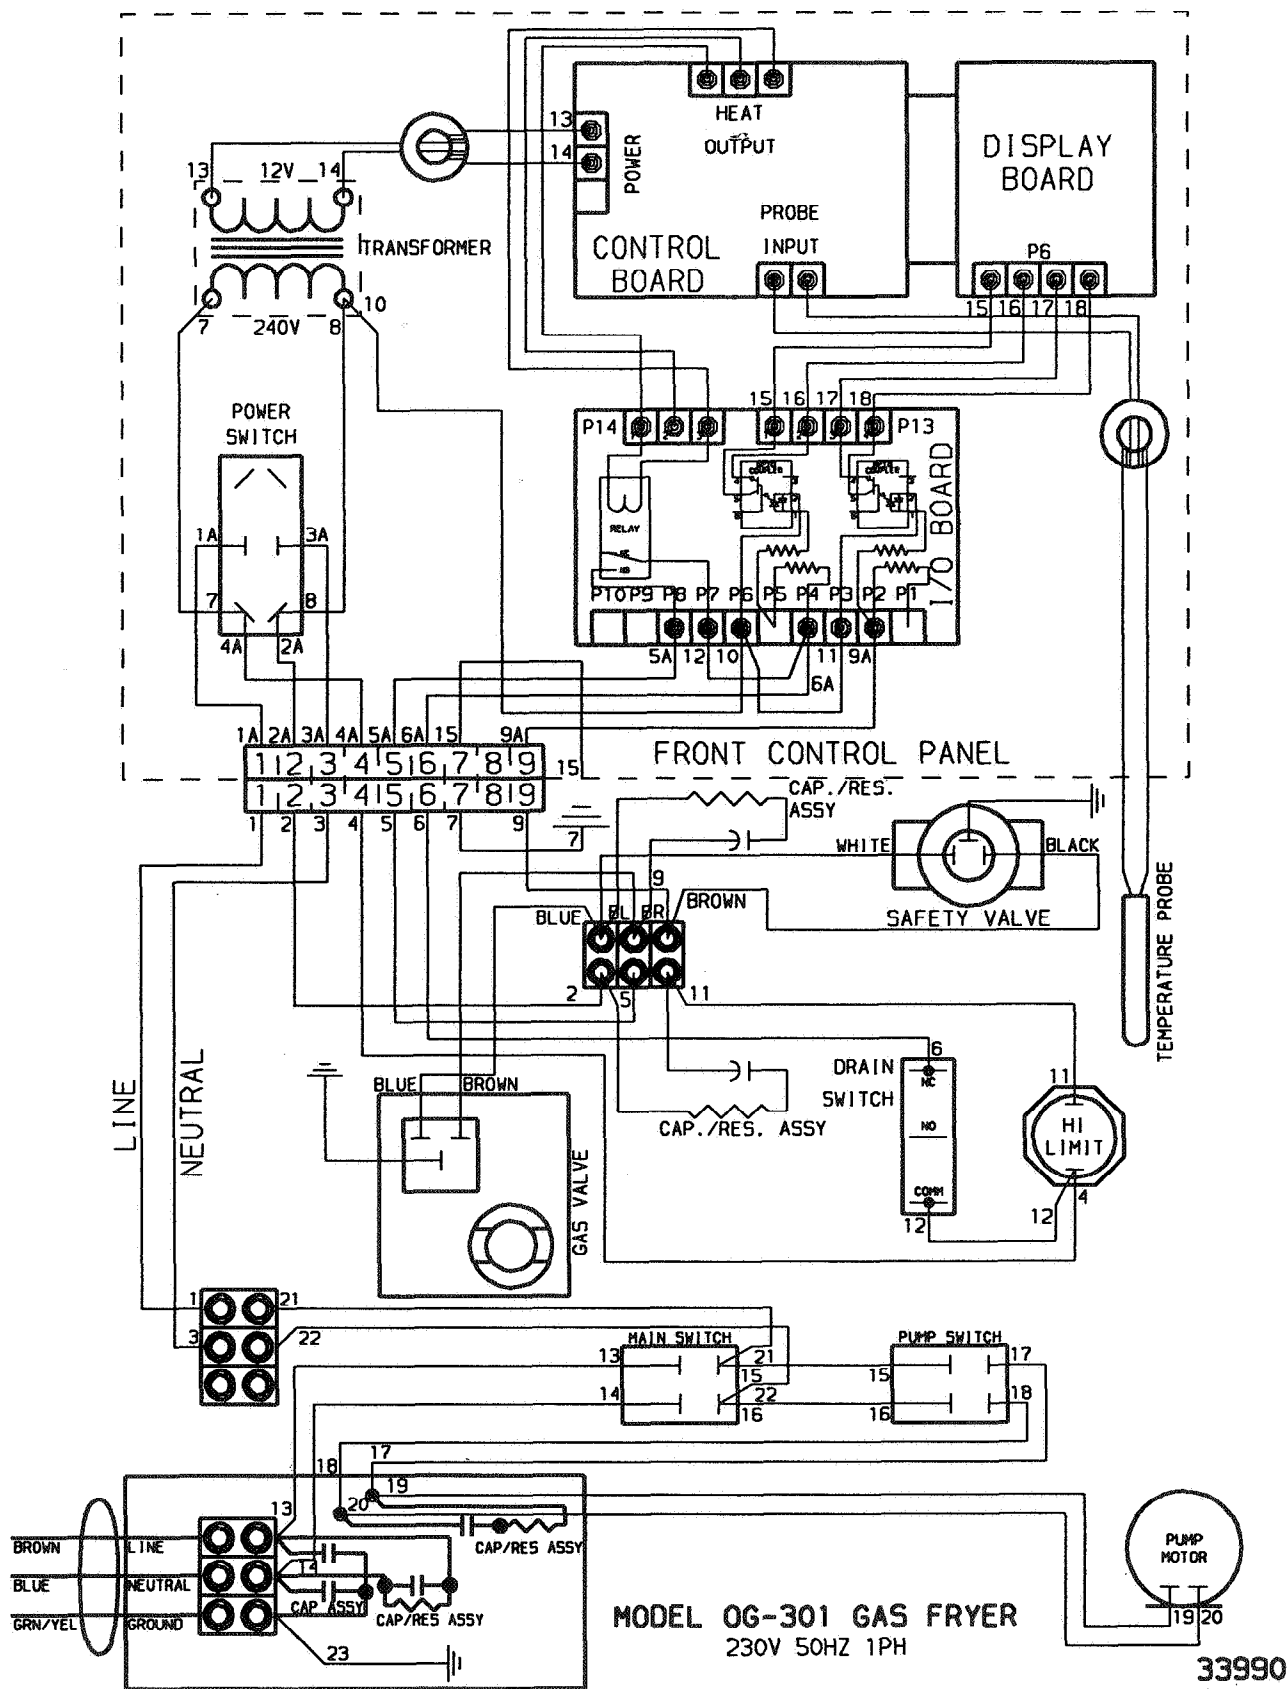 HEAT
OUTPUT
13
14
POWER
DISPLAY
BOARD
13
12V
14
PROBE
INPUT
CONTROL
BOARD
P6
TRANSFORMER
10
7
240V
8
15
16
17
18
POWER
SWITCH
15
16
17
18
P14
P13
1
2
3
1
2
3
4
COUPLER
COUPLER
I/O BOARD
RELAY
1A
3A
P10
P9
P8
P7
P6
P5
P4
P3
P2
P1
7
8
4A
2A
5A
12
10
11
9A
6A
1A
2A
3A
4A
5A
6A
15
9A
FRONT CONTROL PANEL
1
2
3
4
5
6
7
8
9
15
1
2
3
4
5
6
7
8
9
CAP./RES.
ASSY
1
2
3
4
5
6
7
9
7
WHITE
BLACK
9
BROWN
BLUE
BL
BR
SAFETY VALVE
TEMPERATURE PROBE
2
5
11
LINE
NEUTRAL
6
DRAIN
SWITCH
NC
NO
COMM
12
11
HI
LIMIT
4
12
BLUE
BROWN
CAP./RES. ASSY
GAS VALVE
1
21
3
22
MAIN SWITCH
PUMP SWITCH
13
21
15
15
17
14
22
16
16
18
17
18
19
20
13
CAP/RES ASSY
BROWN
LINE
14
BLUE
NEUTRAL
CAP ASSY
CAP/RES ASSY
GRN/YEL
GROUND
23
PUMP
MOTOR
19
20
MODEL OG-301 GAS FRYER
230V 50HZ 1PH
33990